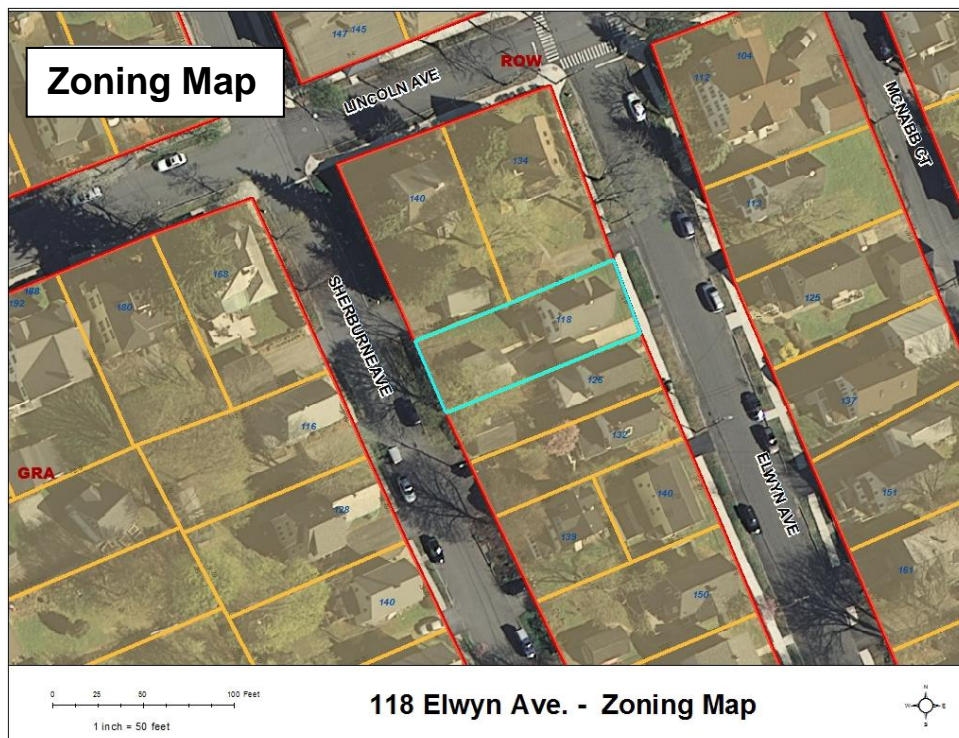 Zoning Map
147
145
ROW
LINCOLN AVE
104
112
MCNABB CT
134
140
113
168
SHERBURNE AVE
188
192
180
125
118
126
137
116
132
GRA
140
ELWYN AVE
151
128
139
161
140
150
0 25 50 100 Feet
1 inch = 50 feet
118 Elwyn Ave. - Zoning Map
N
W E
S